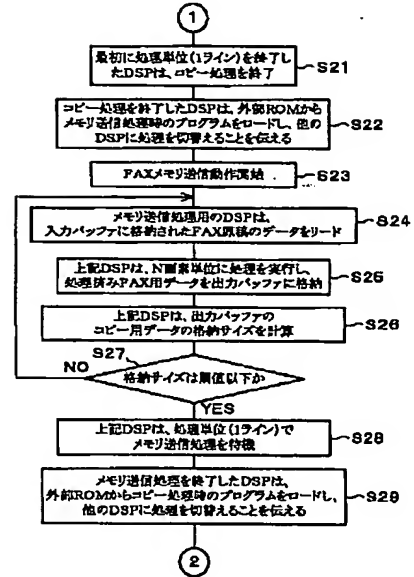 1
最初に処理単位(1ライン)を終了し
たDSPは、コピー処理を終了
S21
コピー処理を終了したDSPは、外部ROMから
メモリ送信処理時のプログラムをロードし、他の
DSPに処理を切替えることを伝える
S22
FAXメモリ送信動作開始
S23
メモリ送信処理用のDSPは、
入力バッファに格納されたFAX原稿のデータをリード
S24
上記DSPは、N画素単位に処理を実行し、
処理済みFAX用データを出力バッファに格納
S25
上記DSPは、出力バッファの
コピー用データの格納サイズを計算
S26
S27
NO
格納サイズは閾値以下か
YES
上記DSPは、処理単位(1ライン)で
メモリ送信処理を待機
S28
メモリ送信処理を終了したDSPは、
外部ROMからコピー処理時のプログラムをロードし、
他のDSPに処理を切替えることを伝える
S29
2